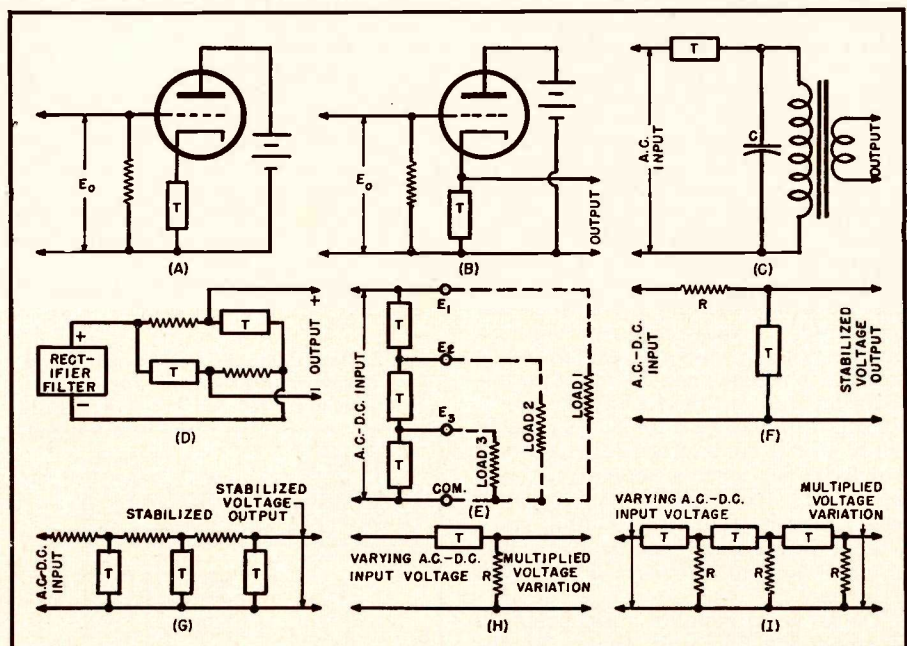 E₀
T
(A)
E₀
T
OUTPUT
(B)
T
A.C.
INPUT
C
OUTPUT
(C)
RECT-
IFIER
FILTER
+
−
T
T
+
OUTPUT
−
(D)
A.C.-D.C. INPUT
T
T
T
E₁
E₂
E₃
COM.
LOAD 3
LOAD 2
LOAD 1
(E)
A.C.-D.C.
INPUT
R
T
STABILIZED
VOLTAGE
OUTPUT
(F)
A.C.-D.C.
INPUT
STABILIZED
STABILIZED
VOLTAGE
OUTPUT
T
T
T
(G)
T
VARYING A.C.-D.C.
INPUT VOLTAGE
R
MULTIPLIED
VOLTAGE
VARIATION
(H)
VARYING A.C.-D.C.
INPUT VOLTAGE
MULTIPLIED
VOLTAGE
VARIATION
T
T
T
R
R
R
(I)